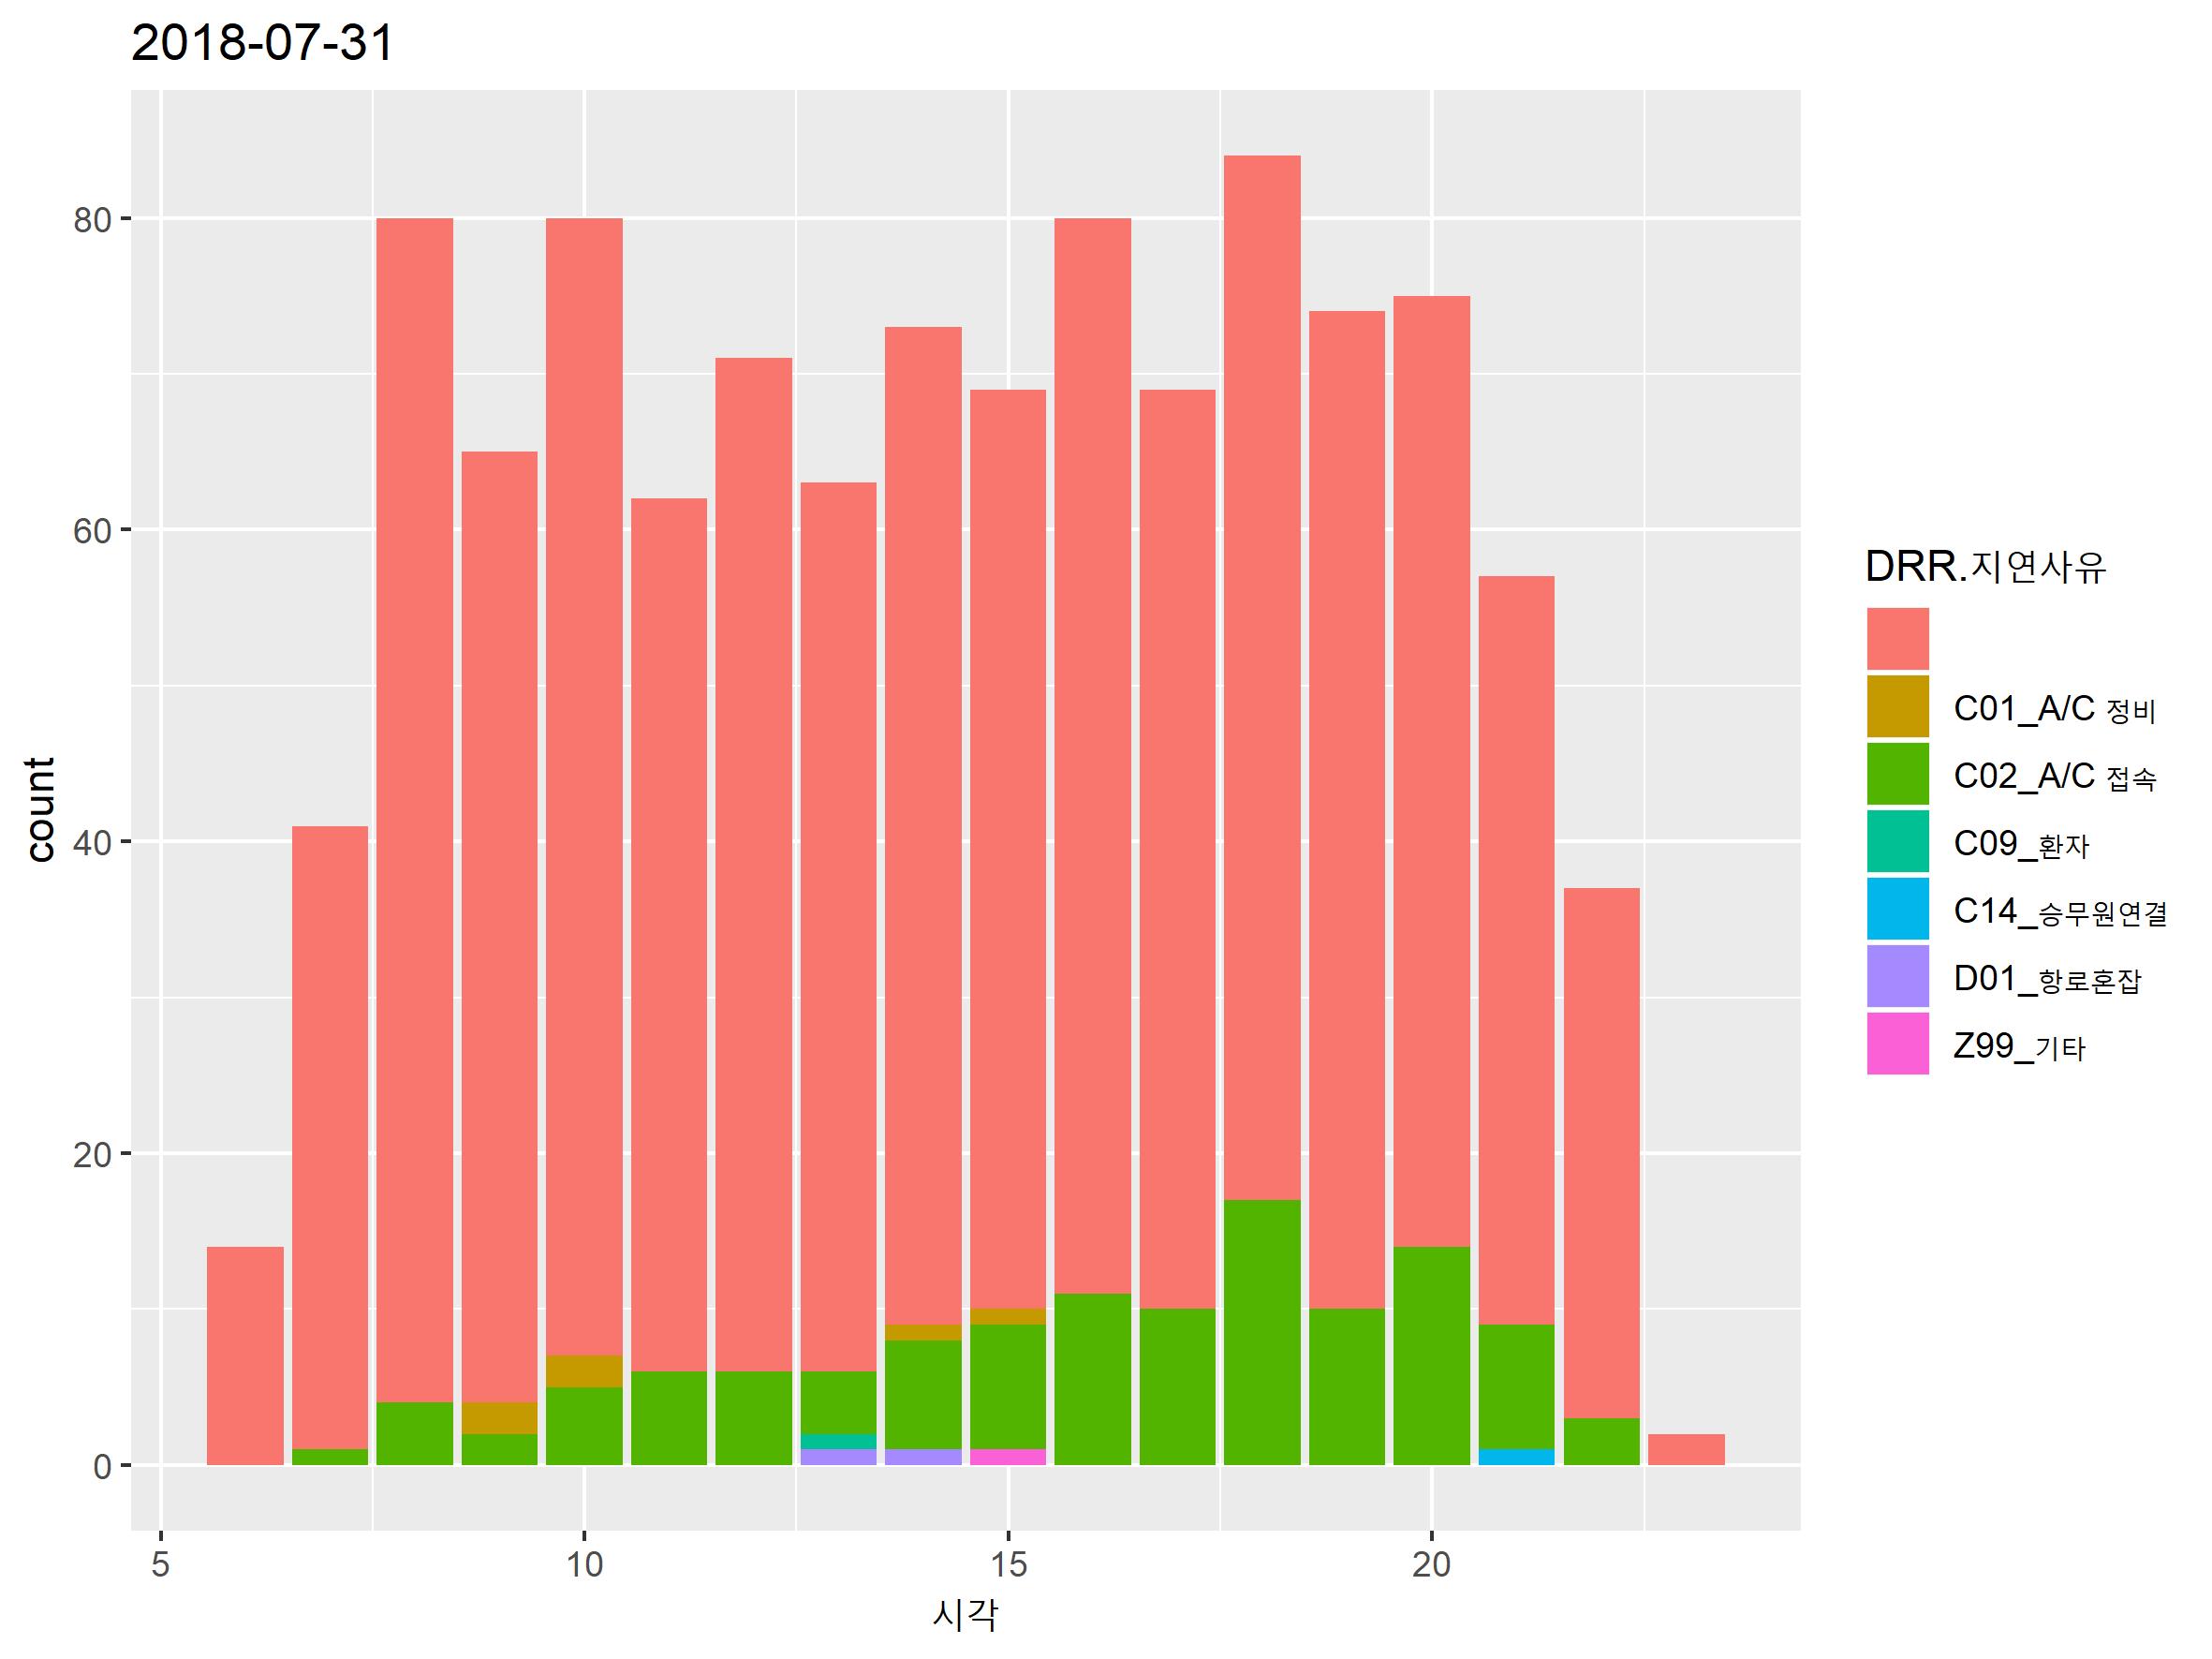 2018-07-31
count
80
60
40
20
0
5 10 15 20
시각
DRR.지연사유
C01_A/C 정비
C02_A/C 접속
C09_환자
C14_승무원연결
D01_항로혼잡
Z99_기타